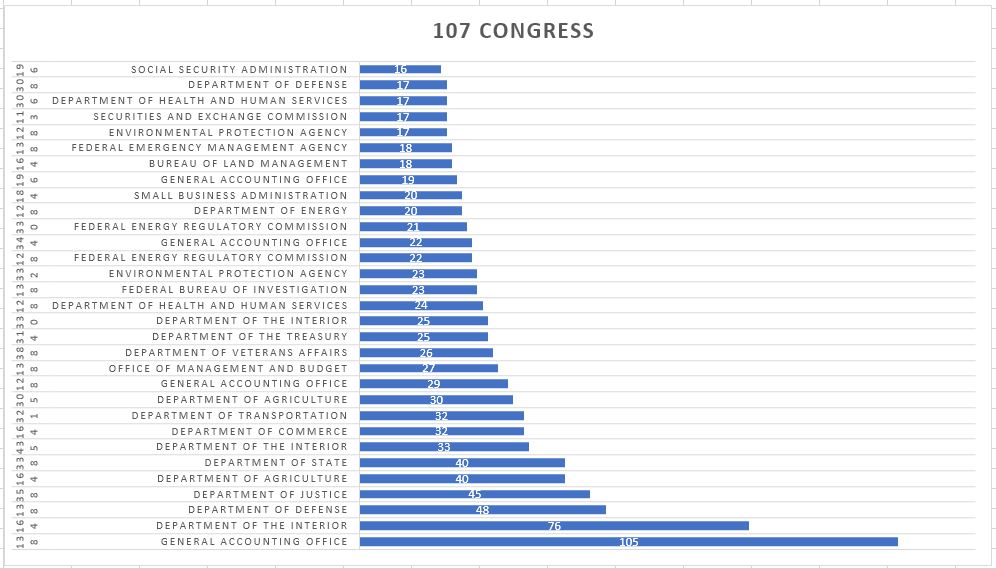 107 CONGRESS
SOCIAL SECURITY ADMINISTRATION 16
DEPARTMENT OF DEFENSE 17
DEPARTMENT OF HEALTH AND HUMAN SERVICES 17
SECURITIES AND EXCHANGE COMMISSION 17
ENVIRONMENTAL PROTECTION AGENCY 17
FEDERAL EMERGENCY MANAGEMENT AGENCY 18
BUREAU OF LAND MANAGEMENT 18
GENERAL ACCOUNTING OFFICE 19
SMALL BUSINESS ADMINISTRATION 20
DEPARTMENT OF ENERGY 20
FEDERAL ENERGY REGULATORY COMMISSION 21
GENERAL ACCOUNTING OFFICE 22
FEDERAL ENERGY REGULATORY COMMISSION 22
ENVIRONMENTAL PROTECTION AGENCY 23
FEDERAL BUREAU OF INVESTIGATION 23
DEPARTMENT OF HEALTH AND HUMAN SERVICES 24
DEPARTMENT OF THE INTERIOR 25
DEPARTMENT OF THE TREASURY 25
DEPARTMENT OF VETERANS AFFAIRS 26
OFFICE OF MANAGEMENT AND BUDGET 27
GENERAL ACCOUNTING OFFICE 29
DEPARTMENT OF AGRICULTURE 30
DEPARTMENT OF TRANSPORTATION 32
DEPARTMENT OF COMMERCE 32
DEPARTMENT OF THE INTERIOR 33
DEPARTMENT OF STATE 40
DEPARTMENT OF AGRICULTURE 40
DEPARTMENT OF JUSTICE 45
DEPARTMENT OF DEFENSE 48
DEPARTMENT OF THE INTERIOR 76
GENERAL ACCOUNTING OFFICE 105